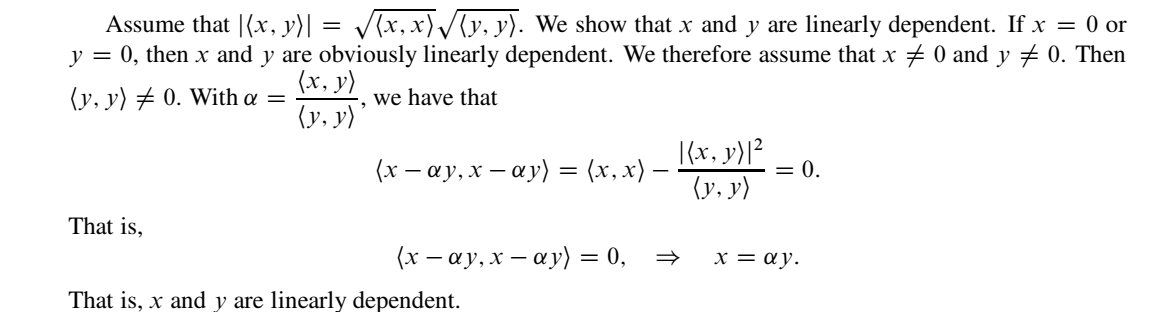 Assume that |⟨x, y⟩| = √⟨x, x⟩√⟨y, y⟩. We show that x and y are linearly dependent. If x = 0 or
y = 0, then x and y are obviously linearly dependent. We therefore assume that x ≠ 0 and y ≠ 0. Then
⟨y, y⟩ ≠ 0. With α = ⟨x, y⟩/⟨y, y⟩, we have that
⟨x − αy, x − αy⟩ = ⟨x, x⟩ − |⟨x, y⟩|²/⟨y, y⟩ = 0.
That is,
⟨x − αy, x − αy⟩ = 0, ⇒ x = αy.
That is, x and y are linearly dependent.